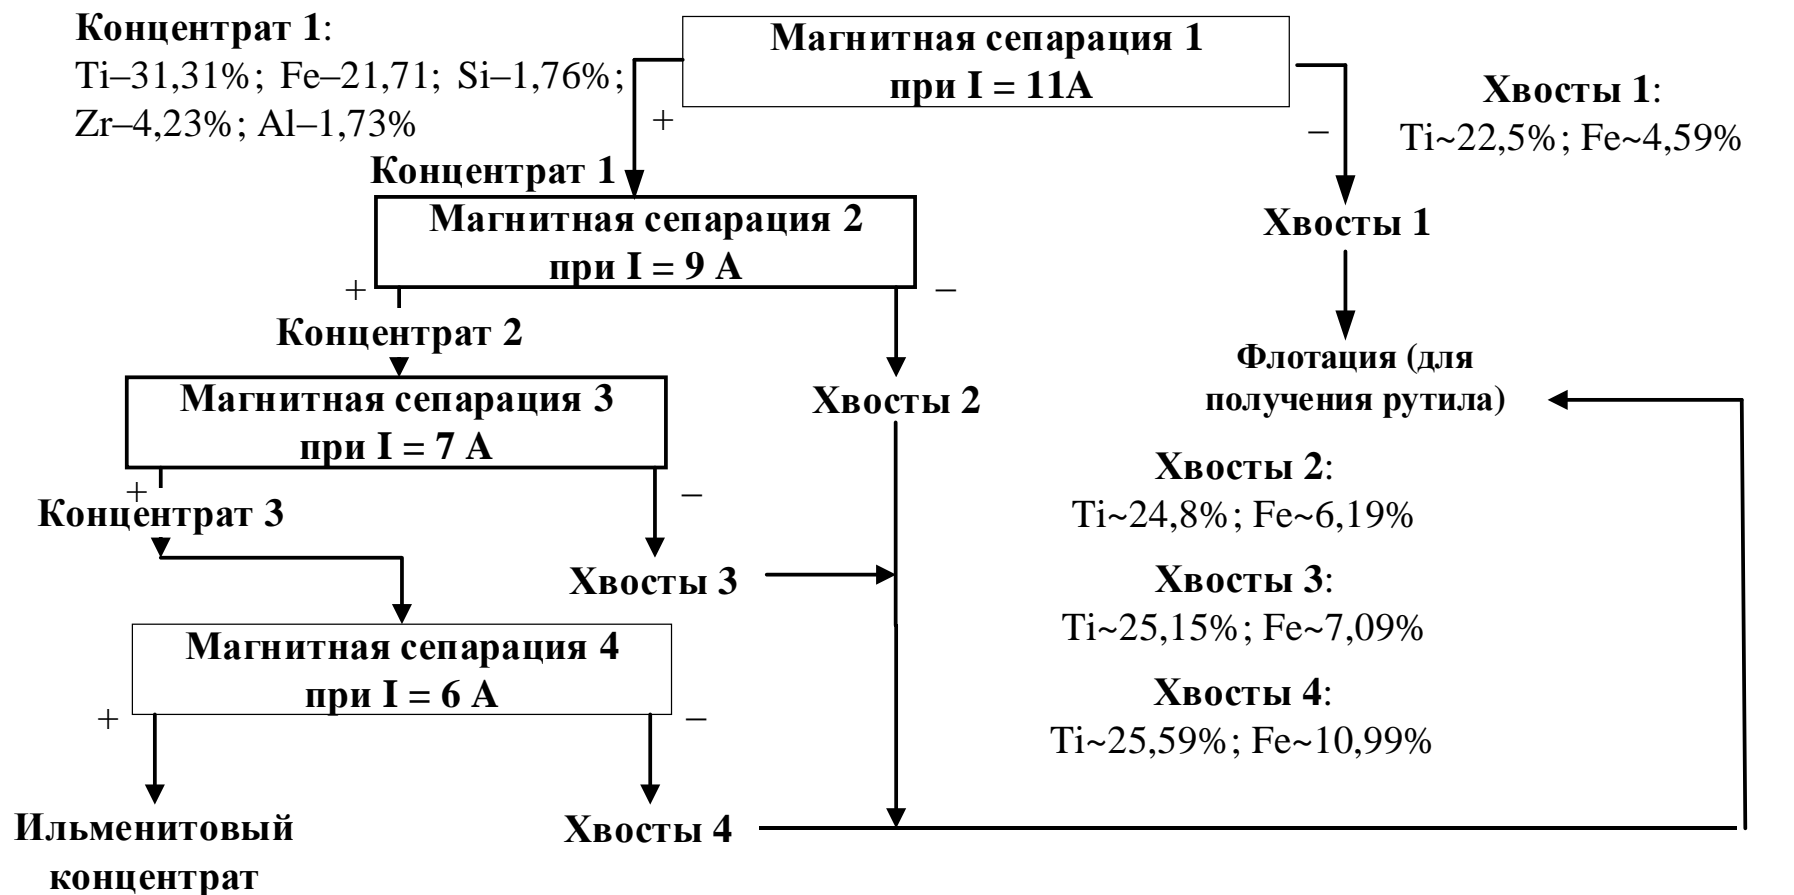 Концентрат 1:
Ti–31,31%; Fe–21,71; Si–1,76%;
Zr–4,23%; Al–1,73%
Магнитная сепарация 1
при I = 11А
+
–
Хвосты 1:
Ti~22,5%; Fe~4,59%
Концентрат 1
Магнитная сепарация 2
при I = 9 А
Хвосты 1
+
–
Концентрат 2
Флотация (для
получения рутила)
Магнитная сепарация 3
при I = 7 А
Хвосты 2
+
–
Концентрат 3
Хвосты 2:
Ti~24,8%; Fe~6,19%
Хвосты 3
Хвосты 3:
Ti~25,15%; Fe~7,09%
Магнитная сепарация 4
при I = 6 А
+
–
Хвосты 4:
Ti~25,59%; Fe~10,99%
Ильменитовый
концентрат
Хвосты 4